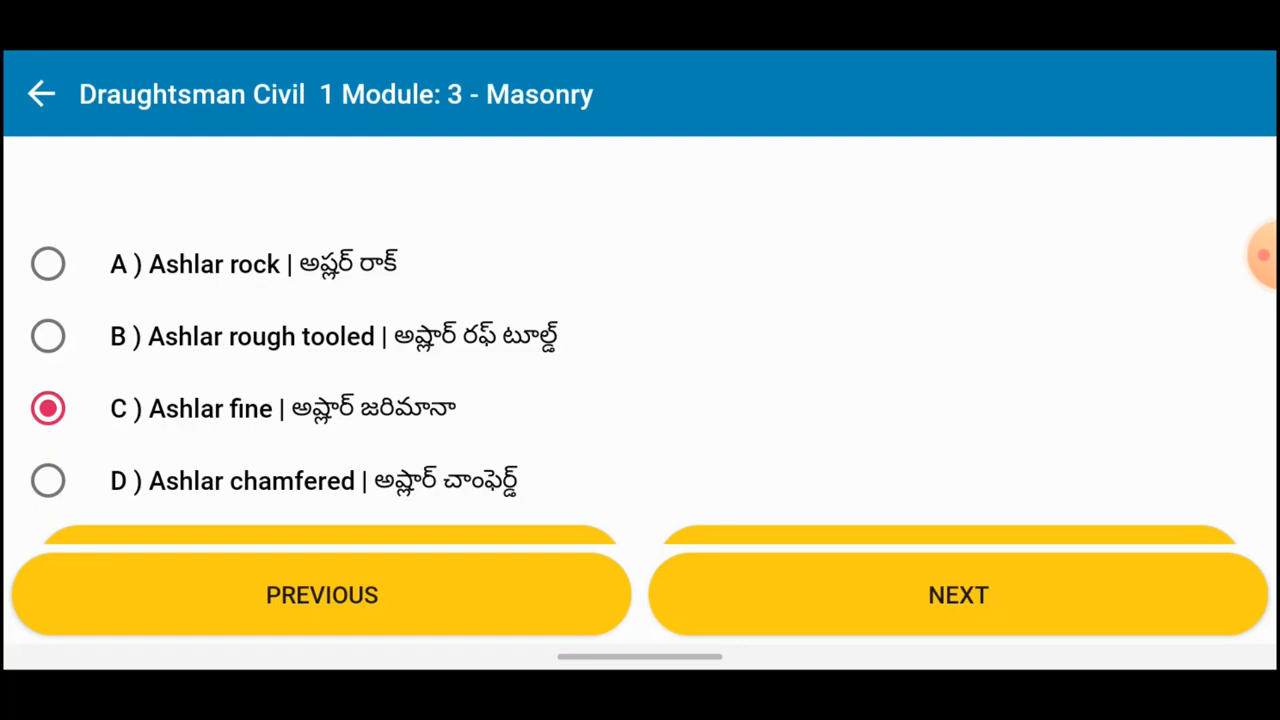 Draughtsman Civil 1 Module: 3 - Masonry
A ) Ashlar rock | అష్లర్ రాక్
B ) Ashlar rough tooled | అష్లార్ రఫ్ టూల్డ్
C ) Ashlar fine | అష్లార్ జరిమానా
D ) Ashlar chamfered | అష్లార్ చాంఫెర్డ్
PREVIOUS
NEXT